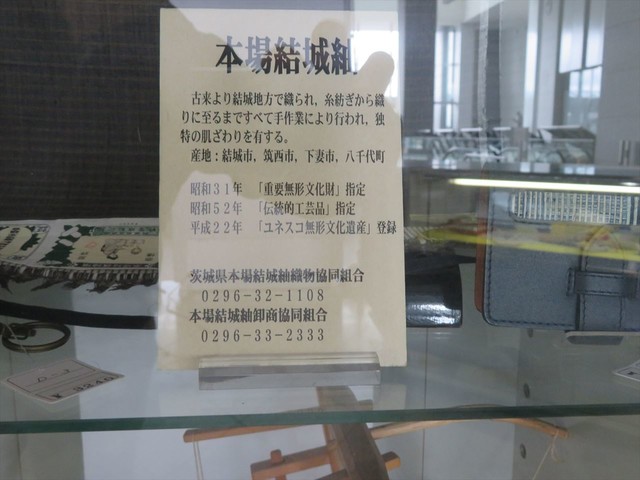 本場結城紬
古来より結城地方で織られ，糸紡ぎから織
りに至るまですべて手作業により行われ，独
特の肌ざわりを有する。
産地：結城市，筑西市，下妻市，八千代町
昭和３１年 「重要無形文化財」指定
昭和５２年 「伝統的工芸品」指定
平成２２年 「ユネスコ無形文化遺産」登録
茨城県本場結城紬織物協同組合
０２９６-３２-１１０８
本場結城紬卸商協同組合
０２９６-３３-２３３３